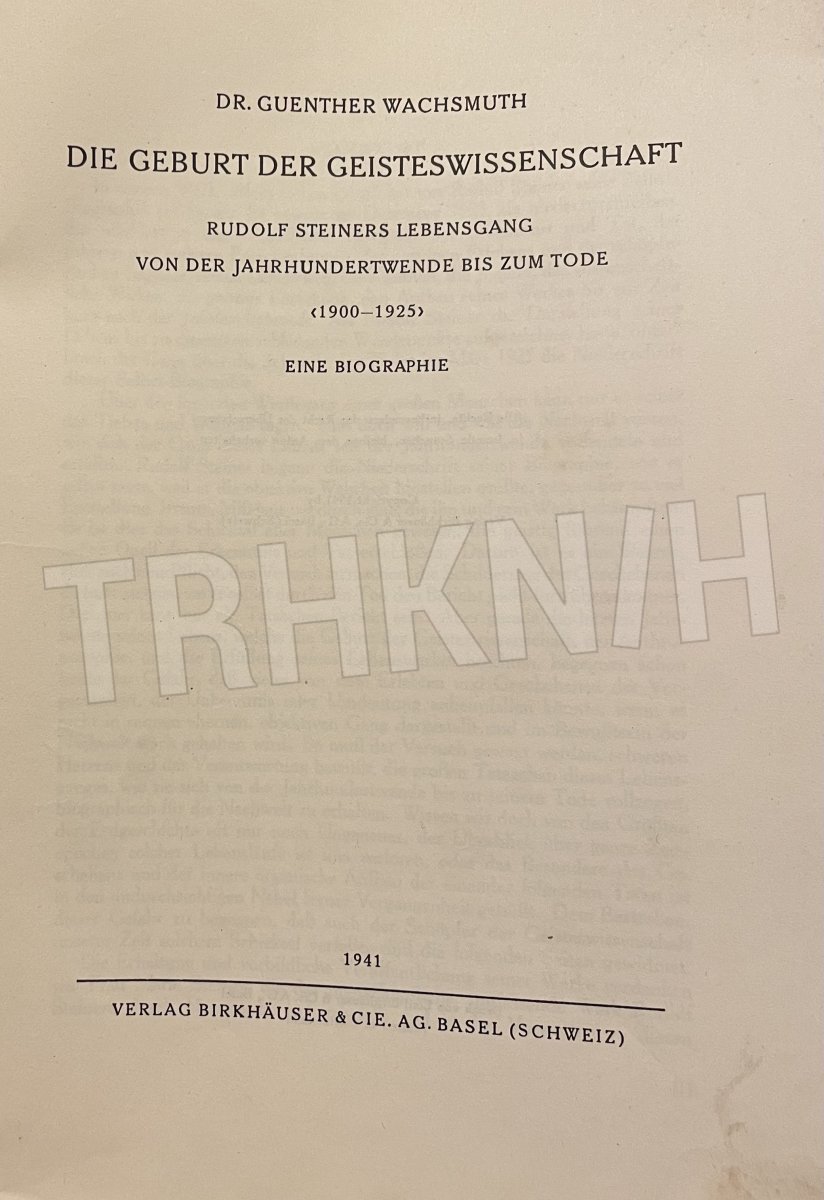 DR. GUENTHER WACHSMUTH
DIE GEBURT DER GEISTESWISSENSCHAFT
RUDOLF STEINERS LEBENSGANG
VON DER JAHRHUNDERTWENDE BIS ZUM TODE
‹1900–1925›
EINE BIOGRAPHIE
TRHKN/H
1941
VERLAG BIRKHÄUSER & CIE. AG. BASEL (SCHWEIZ)